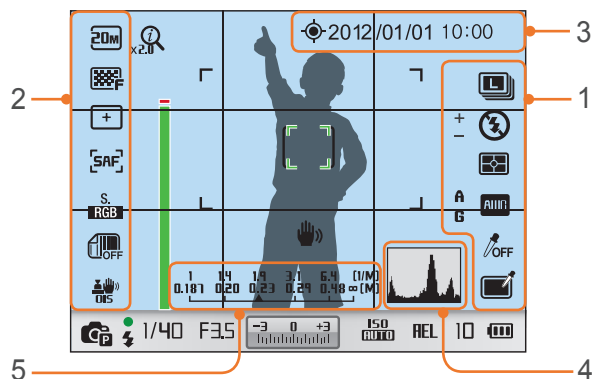 3
2012/01/01 10:00
2
1
20M
i
x2.0
L
F
+
+
−
SAF
S.
RGB
A
G
AWB
OFF
OFF
OIS
1 1.4 1.9 3.1 6.4 (1/M)
0.187 0.20 0.23 0.29 0.48 ∞ (M)
P
1/40 F3.5 −3 0 +3 ISO AUTO AEL 10
5
4